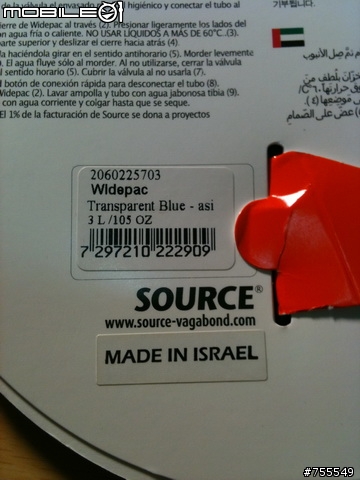 mobile01
higiénico y conectar el tubo al
ierre de Widepac al través (2). Presionar ligeramente los lados del
on agua fría o caliente. NO USAR LÍQUIDOS A MÁS DE 60°C..(3).
parte superior y deslizar el cierre hacia atrás (4).
la haciéndola girar en sentido antihorario (5). Morder levemente
). El agua fluye sólo al morder. Al no utilizarse, cerrar la válvula
l sentido horario (5). Cubrir la válvula al no usarla (7).
l botón de conexión rápida para desconectar el tubo (8).
Widepac (2). Lavar ampolla y tubo con agua jabonosa tibia (9).
con agua corriente y colgar hasta que se seque.
El 1% de la facturación de Source se dona a proyectos
2060225703
Widepac
Transparent Blue - asi
3 L /105 OZ
7 297210 222909
SOURCE®
www.source-vagabond.com
MADE IN ISRAEL
#755549